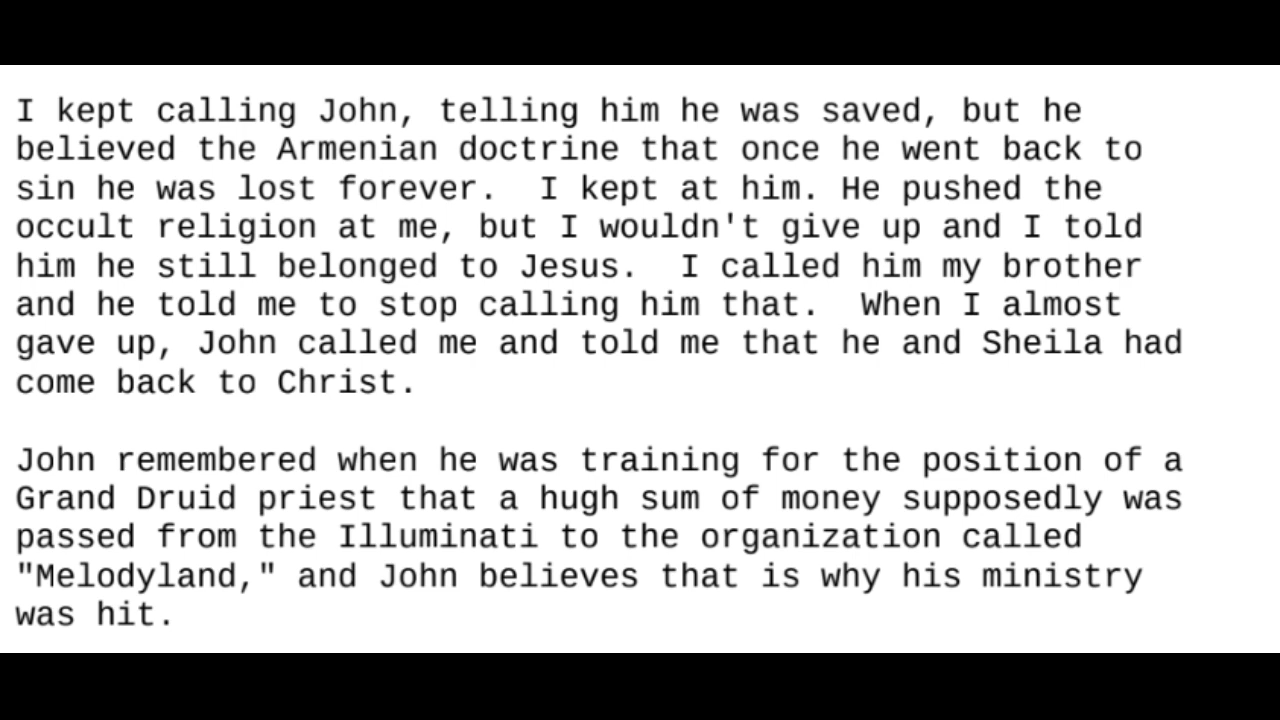 I kept calling John, telling him he was saved, but he
believed the Armenian doctrine that once he went back to
sin he was lost forever.  I kept at him. He pushed the
occult religion at me, but I wouldn't give up and I told
him he still belonged to Jesus.  I called him my brother
and he told me to stop calling him that.  When I almost
gave up, John called me and told me that he and Sheila had
come back to Christ.

John remembered when he was training for the position of a
Grand Druid priest that a hugh sum of money supposedly was
passed from the Illuminati to the organization called
"Melodyland," and John believes that is why his ministry
was hit.